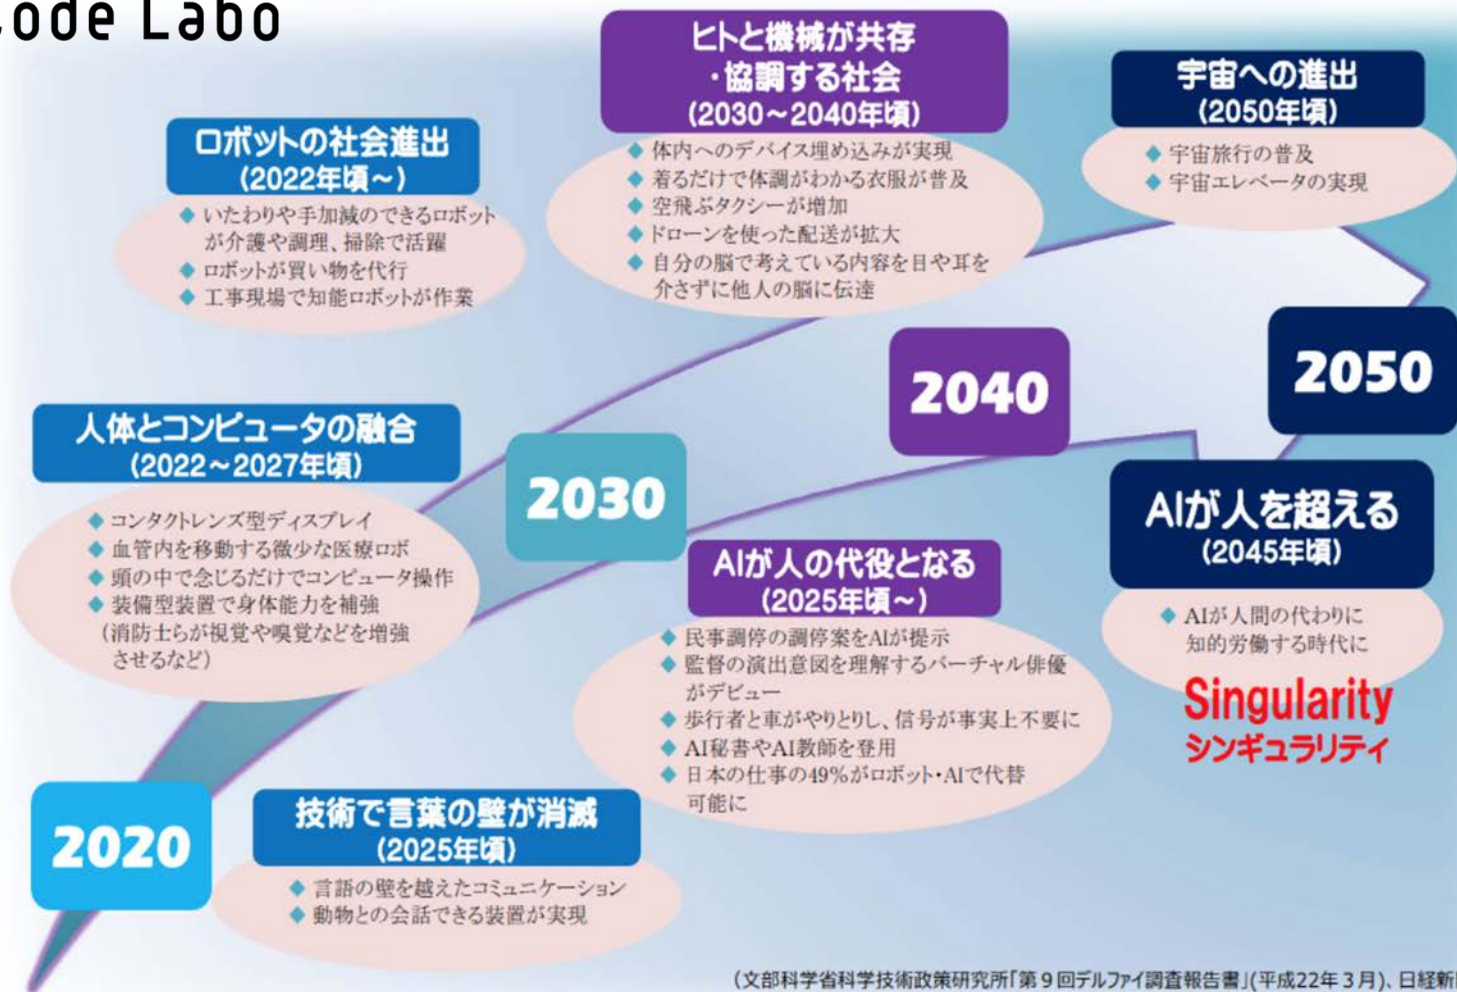 Code Labo
ロボットの社会進出
(2022年頃~)
◆ いたわりや手加減のできるロボット
が介護や調理、掃除で活躍
◆ ロボットが買い物を代行
◆ 工事現場で知能ロボットが作業
ヒトと機械が共存
・協調する社会
(2030~2040年頃)
◆ 体内へのデバイス埋め込みが実現
◆ 着るだけで体調がわかる衣服が普及
◆ 空飛ぶタクシーが増加
◆ ドローンを使った配送が拡大
◆ 自分の脳で考えている内容を目や耳を
介さずに他人の脳に伝達
宇宙への進出
(2050年頃)
◆ 宇宙旅行の普及
◆ 宇宙エレベータの実現
人体とコンピュータの融合
(2022~2027年頃)
◆ コンタクトレンズ型ディスプレイ
◆ 血管内を移動する微少な医療ロボ
◆ 頭の中で念じるだけでコンピュータ操作
◆ 装備型装置で身体能力を補強
(消防士らが視覚や嗅覚などを増強
させるなど)
2030
2040
2050
AIが人の代役となる
(2025年頃~)
◆ 民事調停の調停案をAIが提示
◆ 監督の演出意図を理解するバーチャル俳優
がデビュー
◆ 歩行者と車がやりとりし、信号が事実上不要に
◆ AI秘書やAI教師を登用
◆ 日本の仕事の49%がロボット・AIで代替
可能に
AIが人を超える
(2045年頃)
◆ AIが人間の代わりに
知的労働する時代に
Singularity
シンギュラリティ
2020
技術で言葉の壁が消滅
(2025年頃)
◆ 言語の壁を越えたコミュニケーション
◆ 動物との会話できる装置が実現
(文部科学省科学技術政策研究所「第9回デルファイ調査報告書」(平成22年3月)、日経新